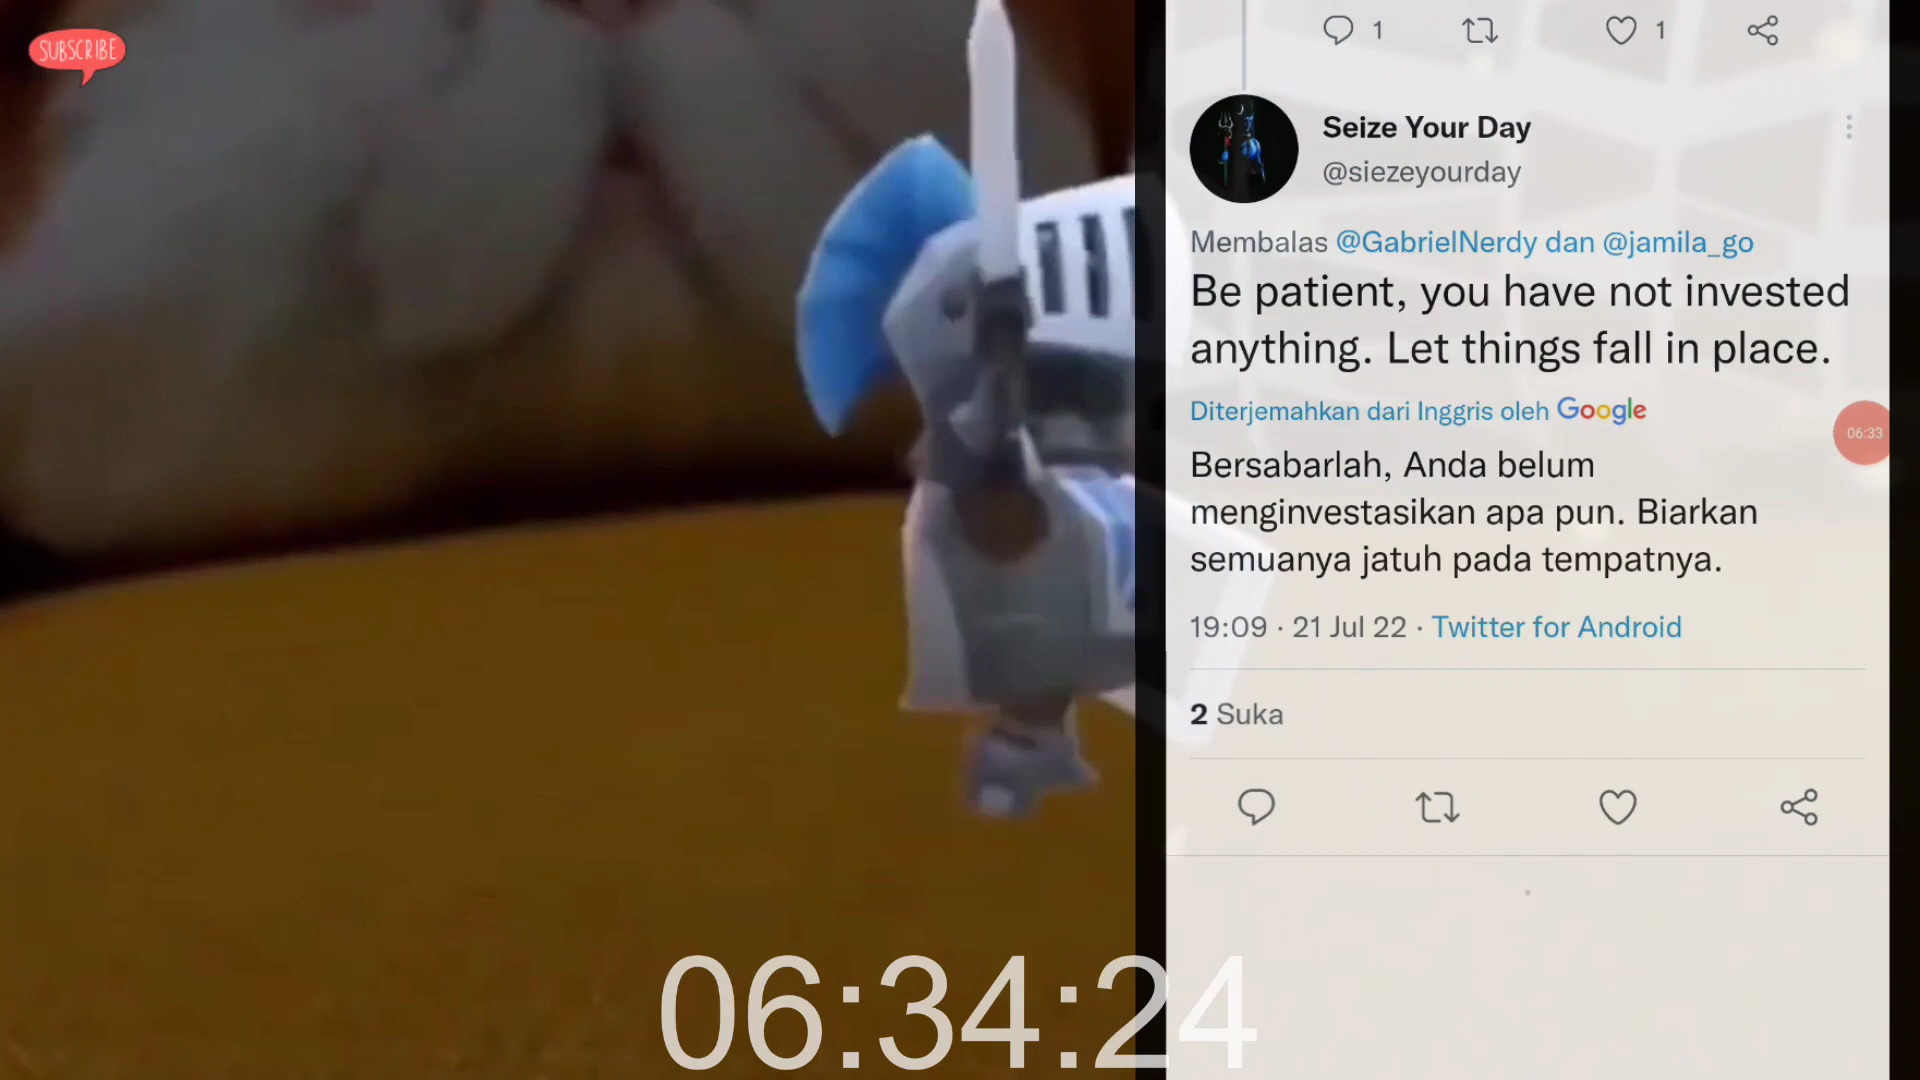 SUBSCRIBE
1 1
Seize Your Day
@siezeyourday
Membalas @GabrielNerdy dan @jamila_go
Be patient, you have not invested
anything. Let things fall in place.
Diterjemahkan dari Inggris oleh Google
06:33
Bersabarlah, Anda belum
menginvestasikan apa pun. Biarkan
semuanya jatuh pada tempatnya.
19:09 · 21 Jul 22 · Twitter for Android
2 Suka
06:34:24